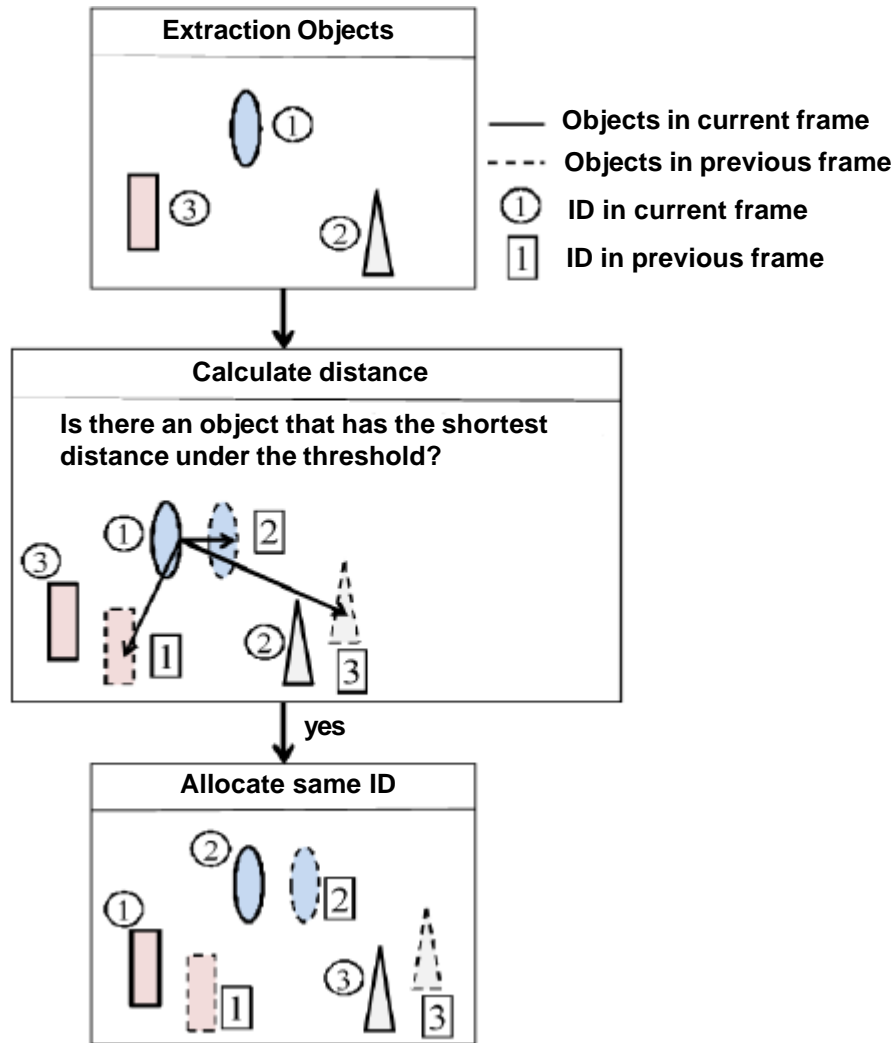 Extraction Objects
①
③
②
Objects in current frame
Objects in previous frame
① ID in current frame
1 ID in previous frame
Calculate distance
Is there an object that has the shortest
distance under the threshold?
①
2
③
1
②
3
yes
Allocate same ID
②
2
①
1
③
3